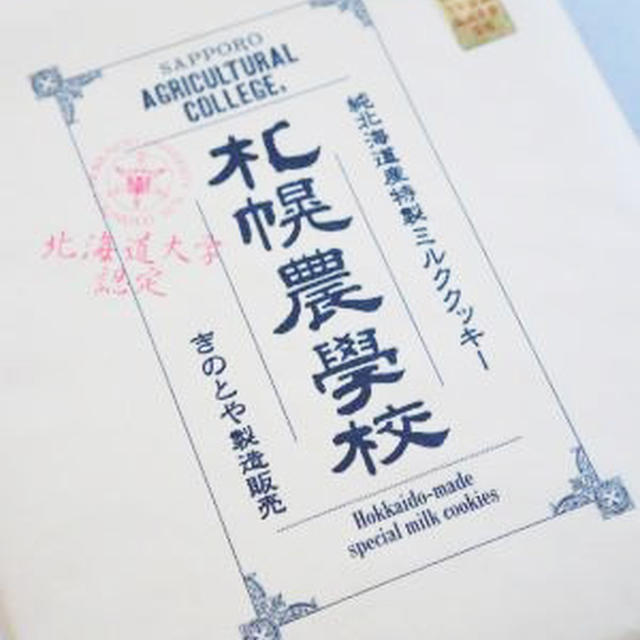 SAPPORO
AGRICULTURAL
COLLEGE.
純北海道産特製ミルククッキー
札幌農學校
きのとや製造販売
北海道大学
認定
Hokkaido-made
special milk cookies